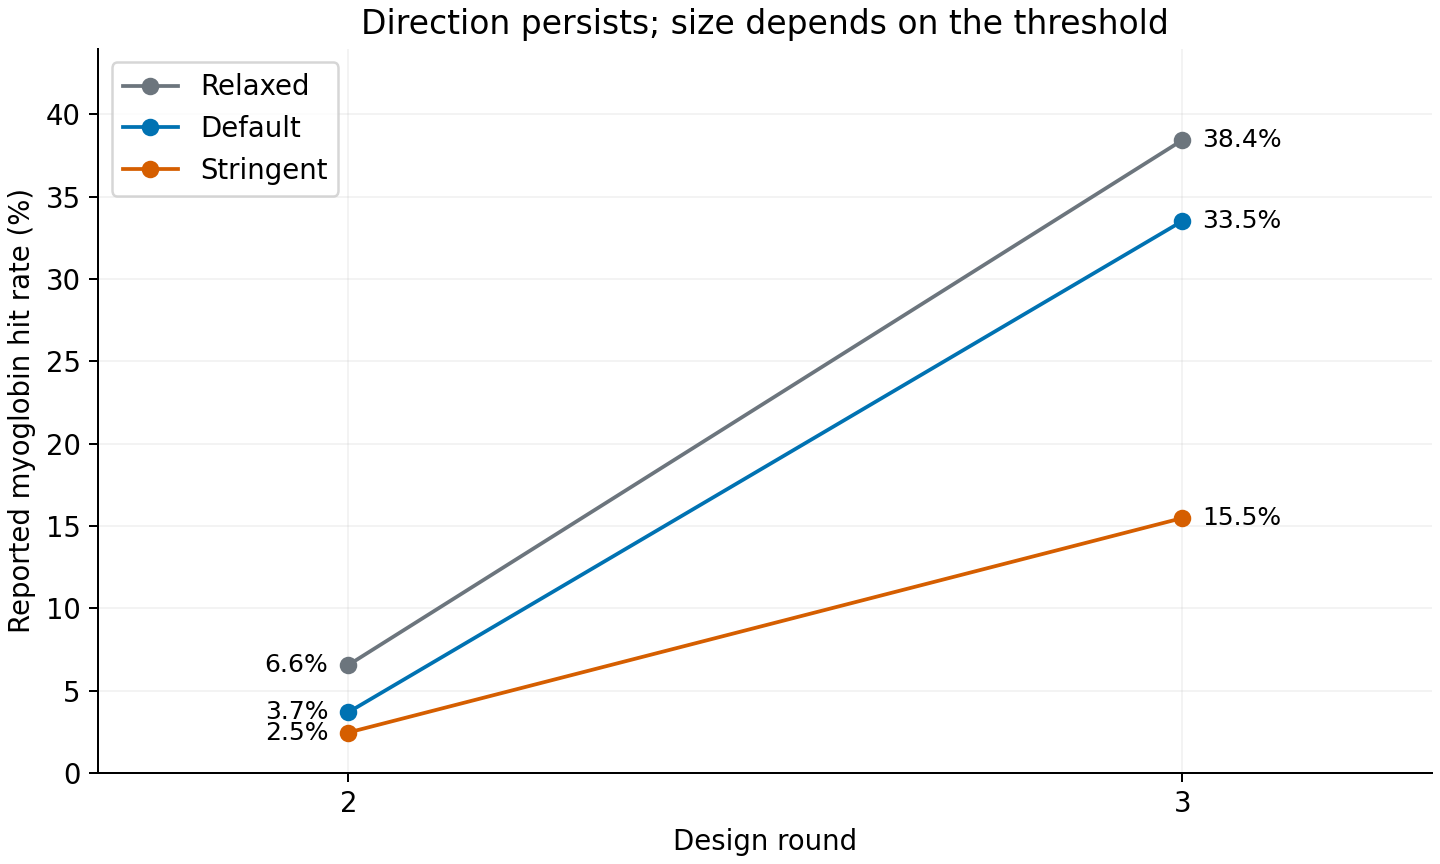 Direction persists; size depends on the threshold
Relaxed
Default
Stringent
Reported myoglobin hit rate (%)
40
35
30
25
20
15
10
5
0
38.4%
33.5%
15.5%
6.6%
3.7%
2.5%
2
3
Design round